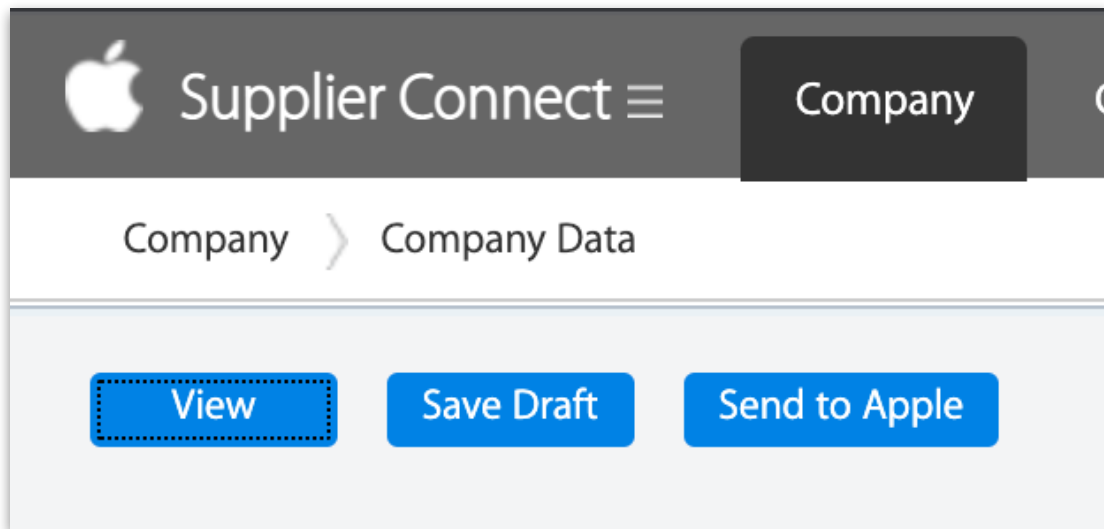 Supplier Connect Company
Company Company Data
View Save Draft Send to Apple